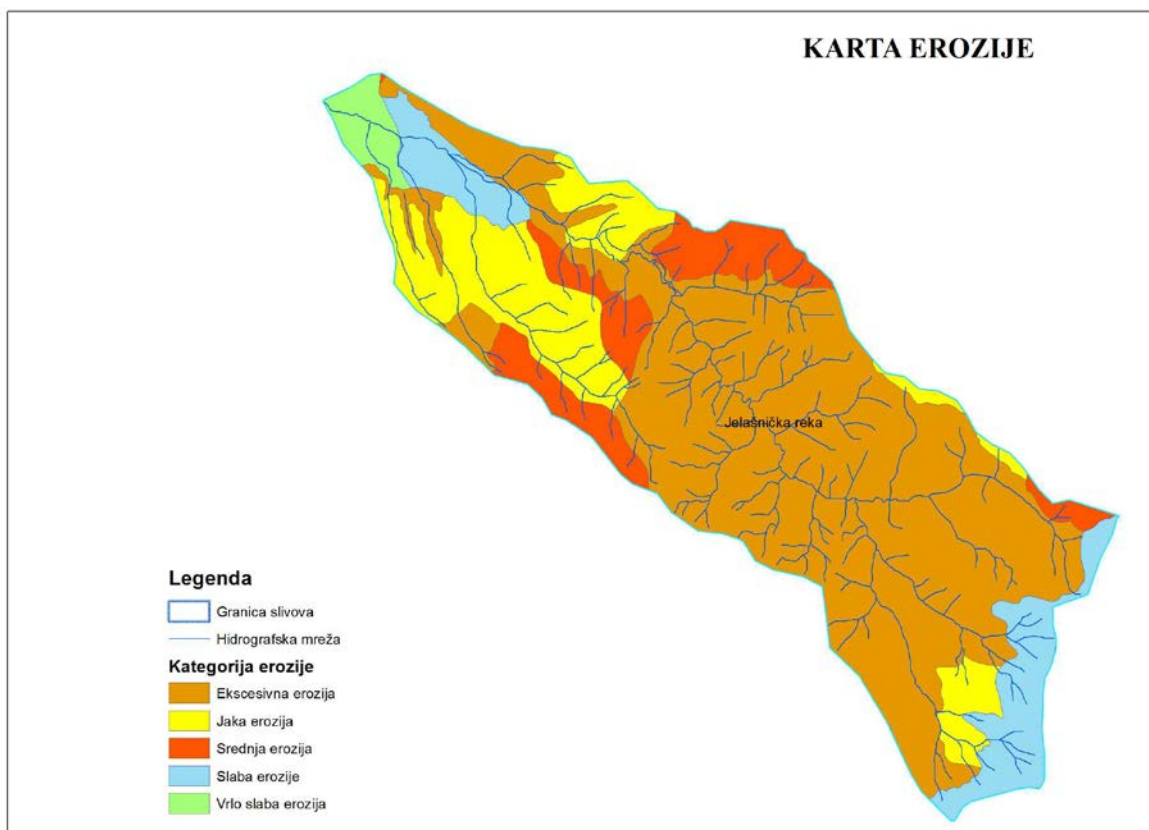 KARTA EROZIJE
Jelašnička reka
Legenda
Granica slivova
Hidrografska mreža
Kategorija erozije
Ekscesivna erozija
Jaka erozija
Srednja erozija
Slaba erozije
Vrlo slaba erozija